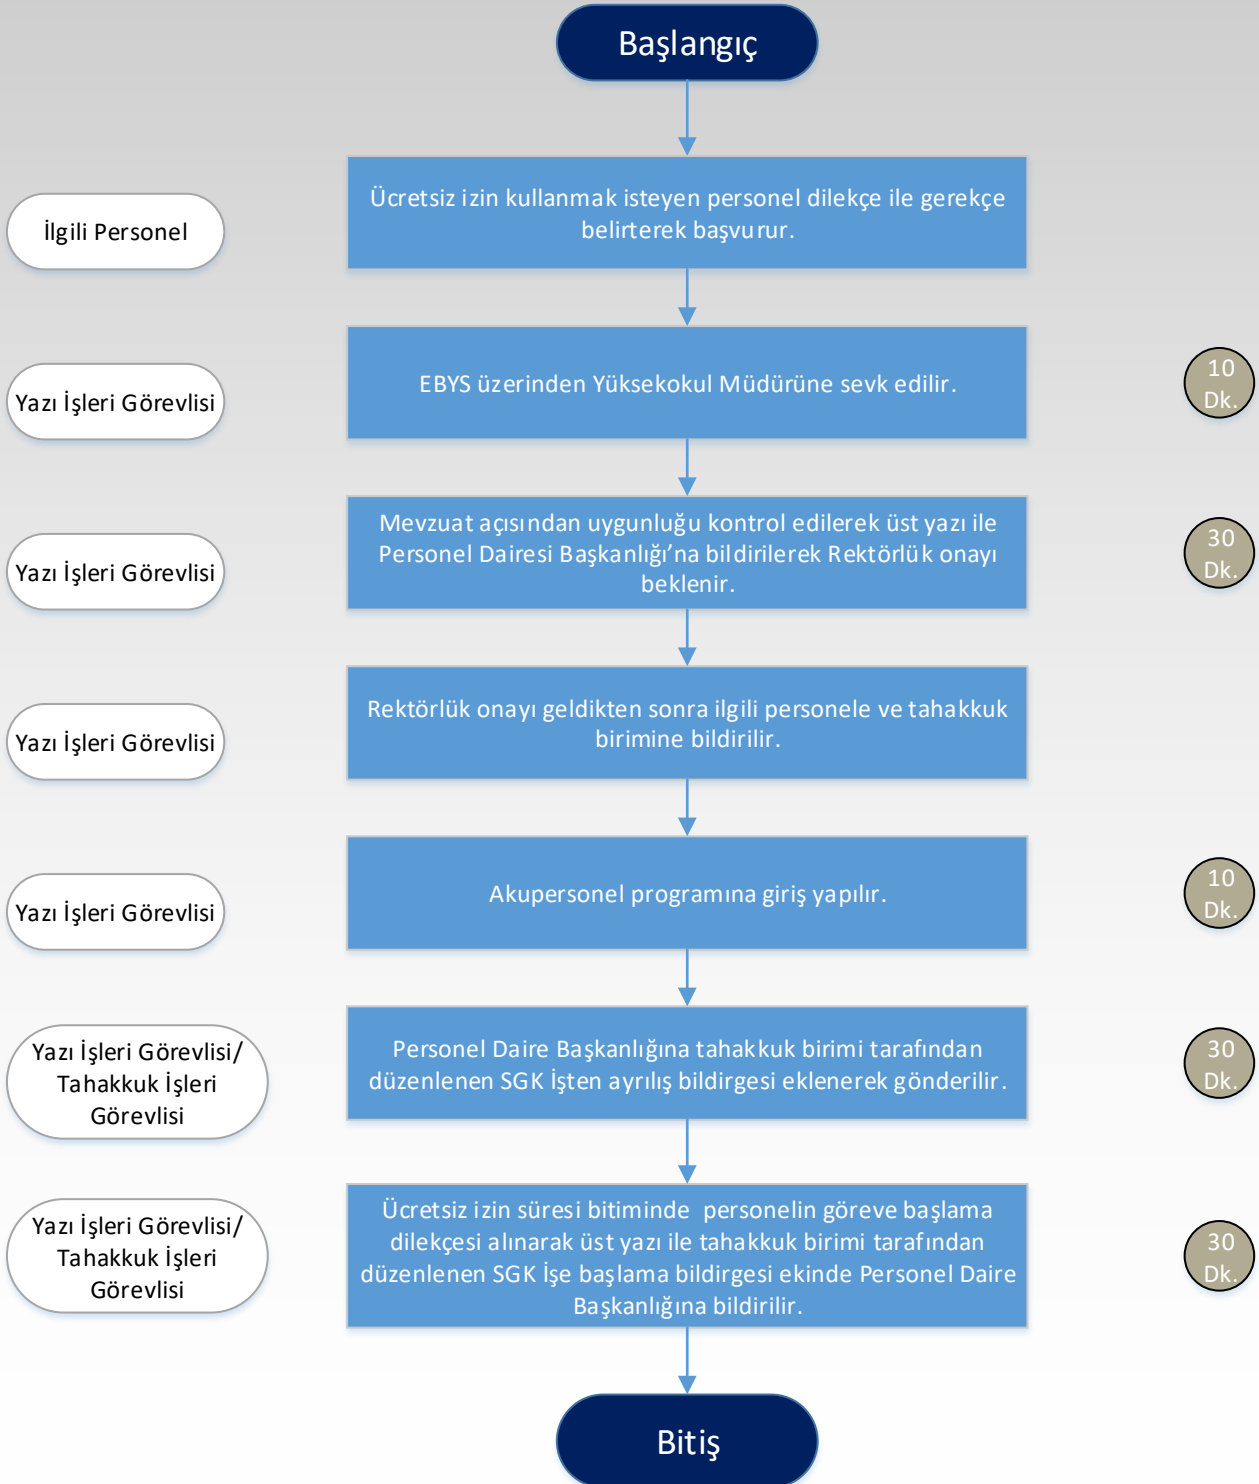 Başlangıç
İlgili Personel
Ücretsiz izin kullanmak isteyen personel dilekçe ile gerekçe
belirterek başvurur.
Yazı İşleri Görevlisi
EBYS üzerinden Yüksekokul Müdürüne sevk edilir.
10
Dk.
Yazı İşleri Görevlisi
Mevzuat açısından uygunluğu kontrol edilerek üst yazı ile
Personel Dairesi Başkanlığı’na bildirilerek Rektörlük onayı
beklenir.
30
Dk.
Yazı İşleri Görevlisi
Rektörlük onayı geldikten sonra ilgili personele ve tahakkuk
birimine bildirilir.
Yazı İşleri Görevlisi
Akupersonel programına giriş yapılır.
10
Dk.
Yazı İşleri Görevlisi/
Tahakkuk İşleri
Görevlisi
Personel Daire Başkanlığına tahakkuk birimi tarafından
düzenlenen SGK İşten ayrılış bildirgesi eklenerek gönderilir.
30
Dk.
Yazı İşleri Görevlisi/
Tahakkuk İşleri
Görevlisi
Ücretsiz izin süresi bitiminde  personelin göreve başlama
dilekçesi alınarak üst yazı ile tahakkuk birimi tarafından
düzenlenen SGK İşe başlama bildirgesi ekinde Personel Daire
Başkanlığına bildirilir.
30
Dk.
Bitiş